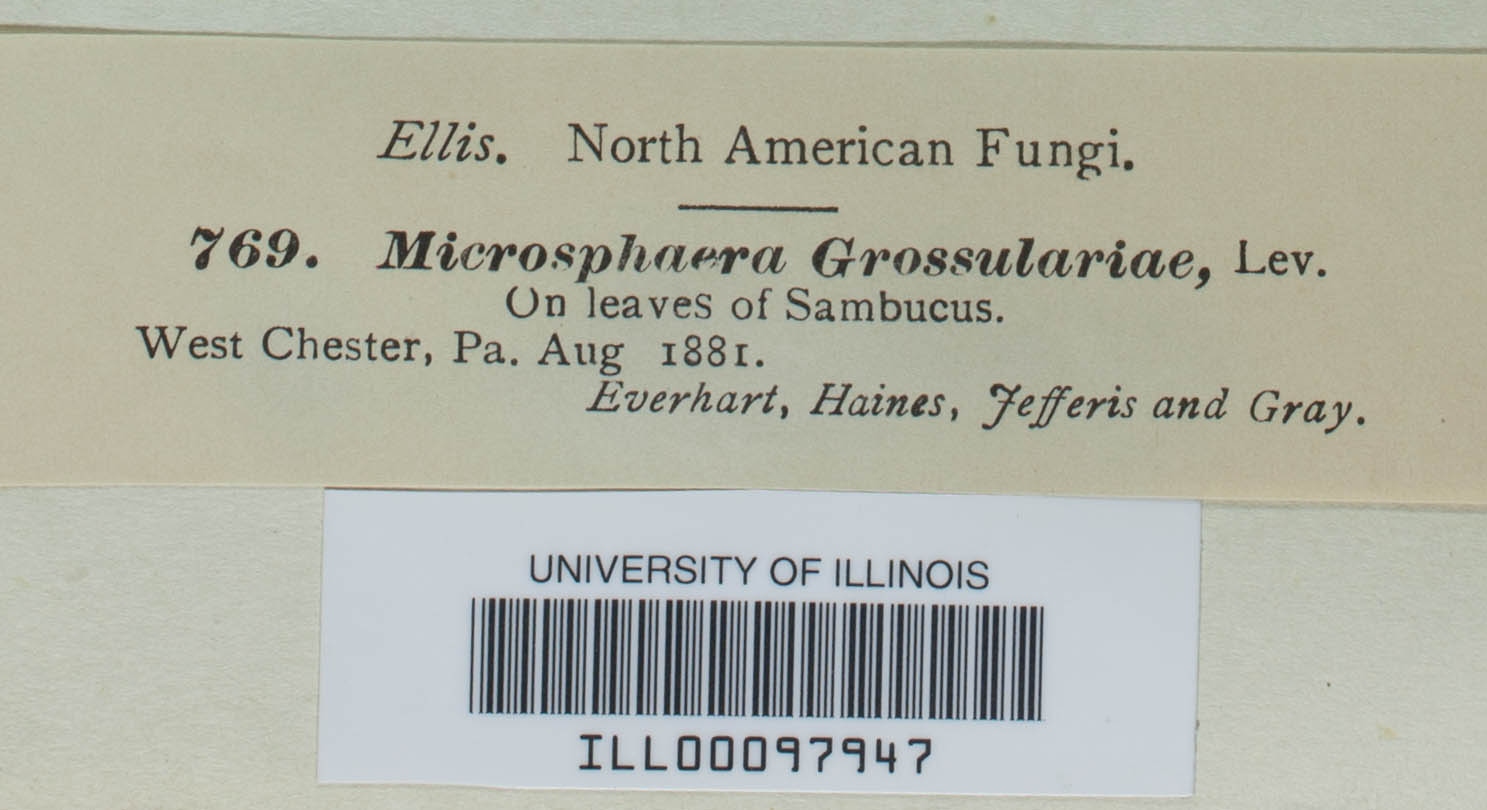 Ellis. North American Fungi.
769. Microsphaera Grossulariae, Lev.
On leaves of Sambucus.
West Chester, Pa. Aug 1881.
Everhart, Haines, Jefferis and Gray.
UNIVERSITY OF ILLINOIS
ILL00097947